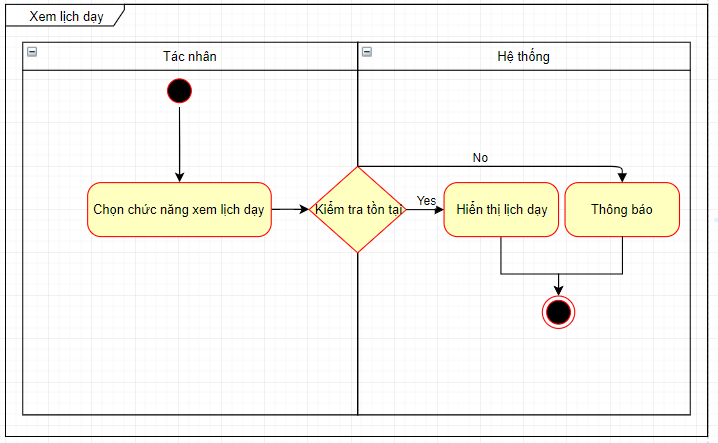 Xem lịch dạy
Tác nhân
Hệ thống
No
Chọn chức năng xem lịch dạy
Kiểm tra tồn tại
Yes
Hiển thị lịch dạy
Thông báo